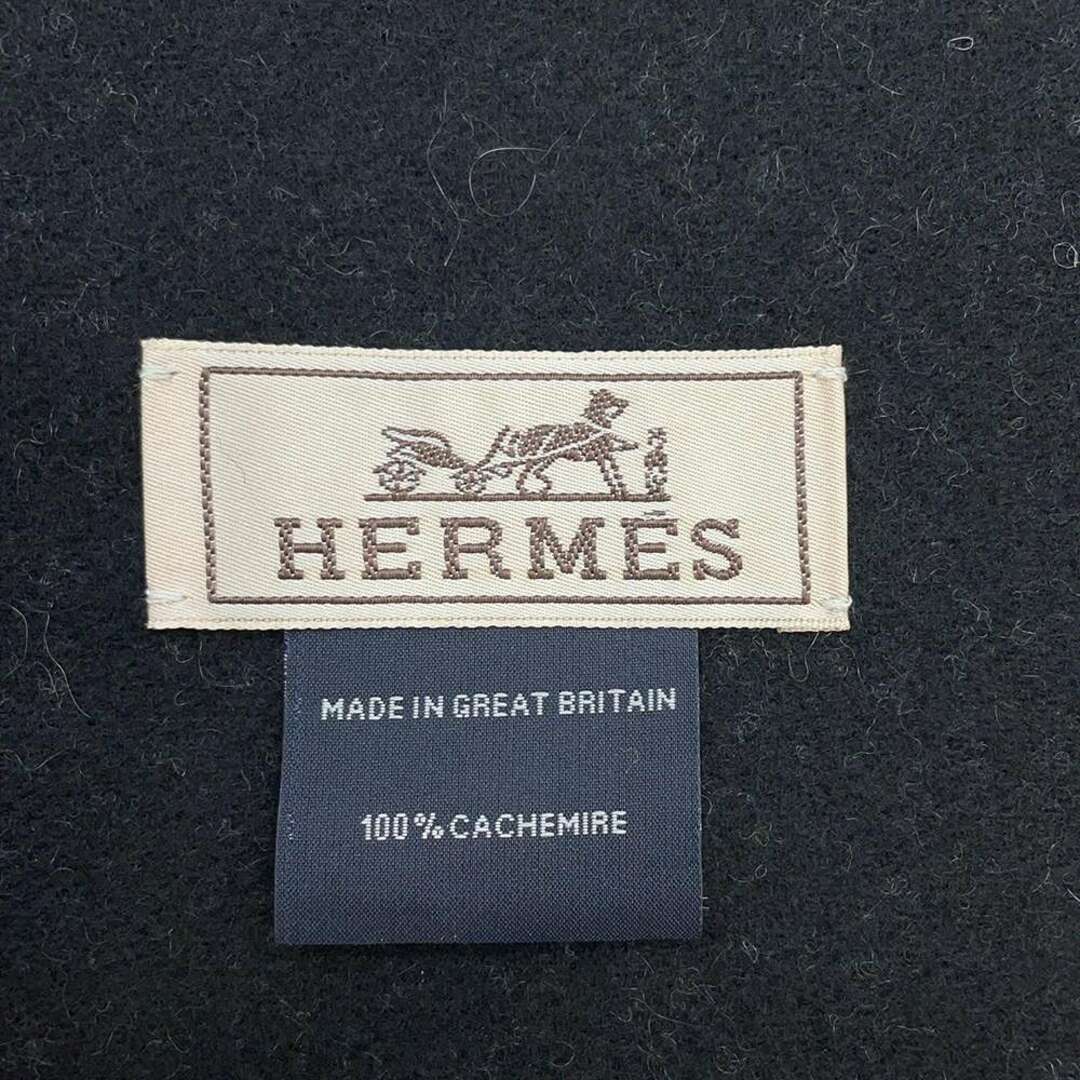 HERMÈS
MADE IN GREAT BRITAIN
100% CACHEMIRE